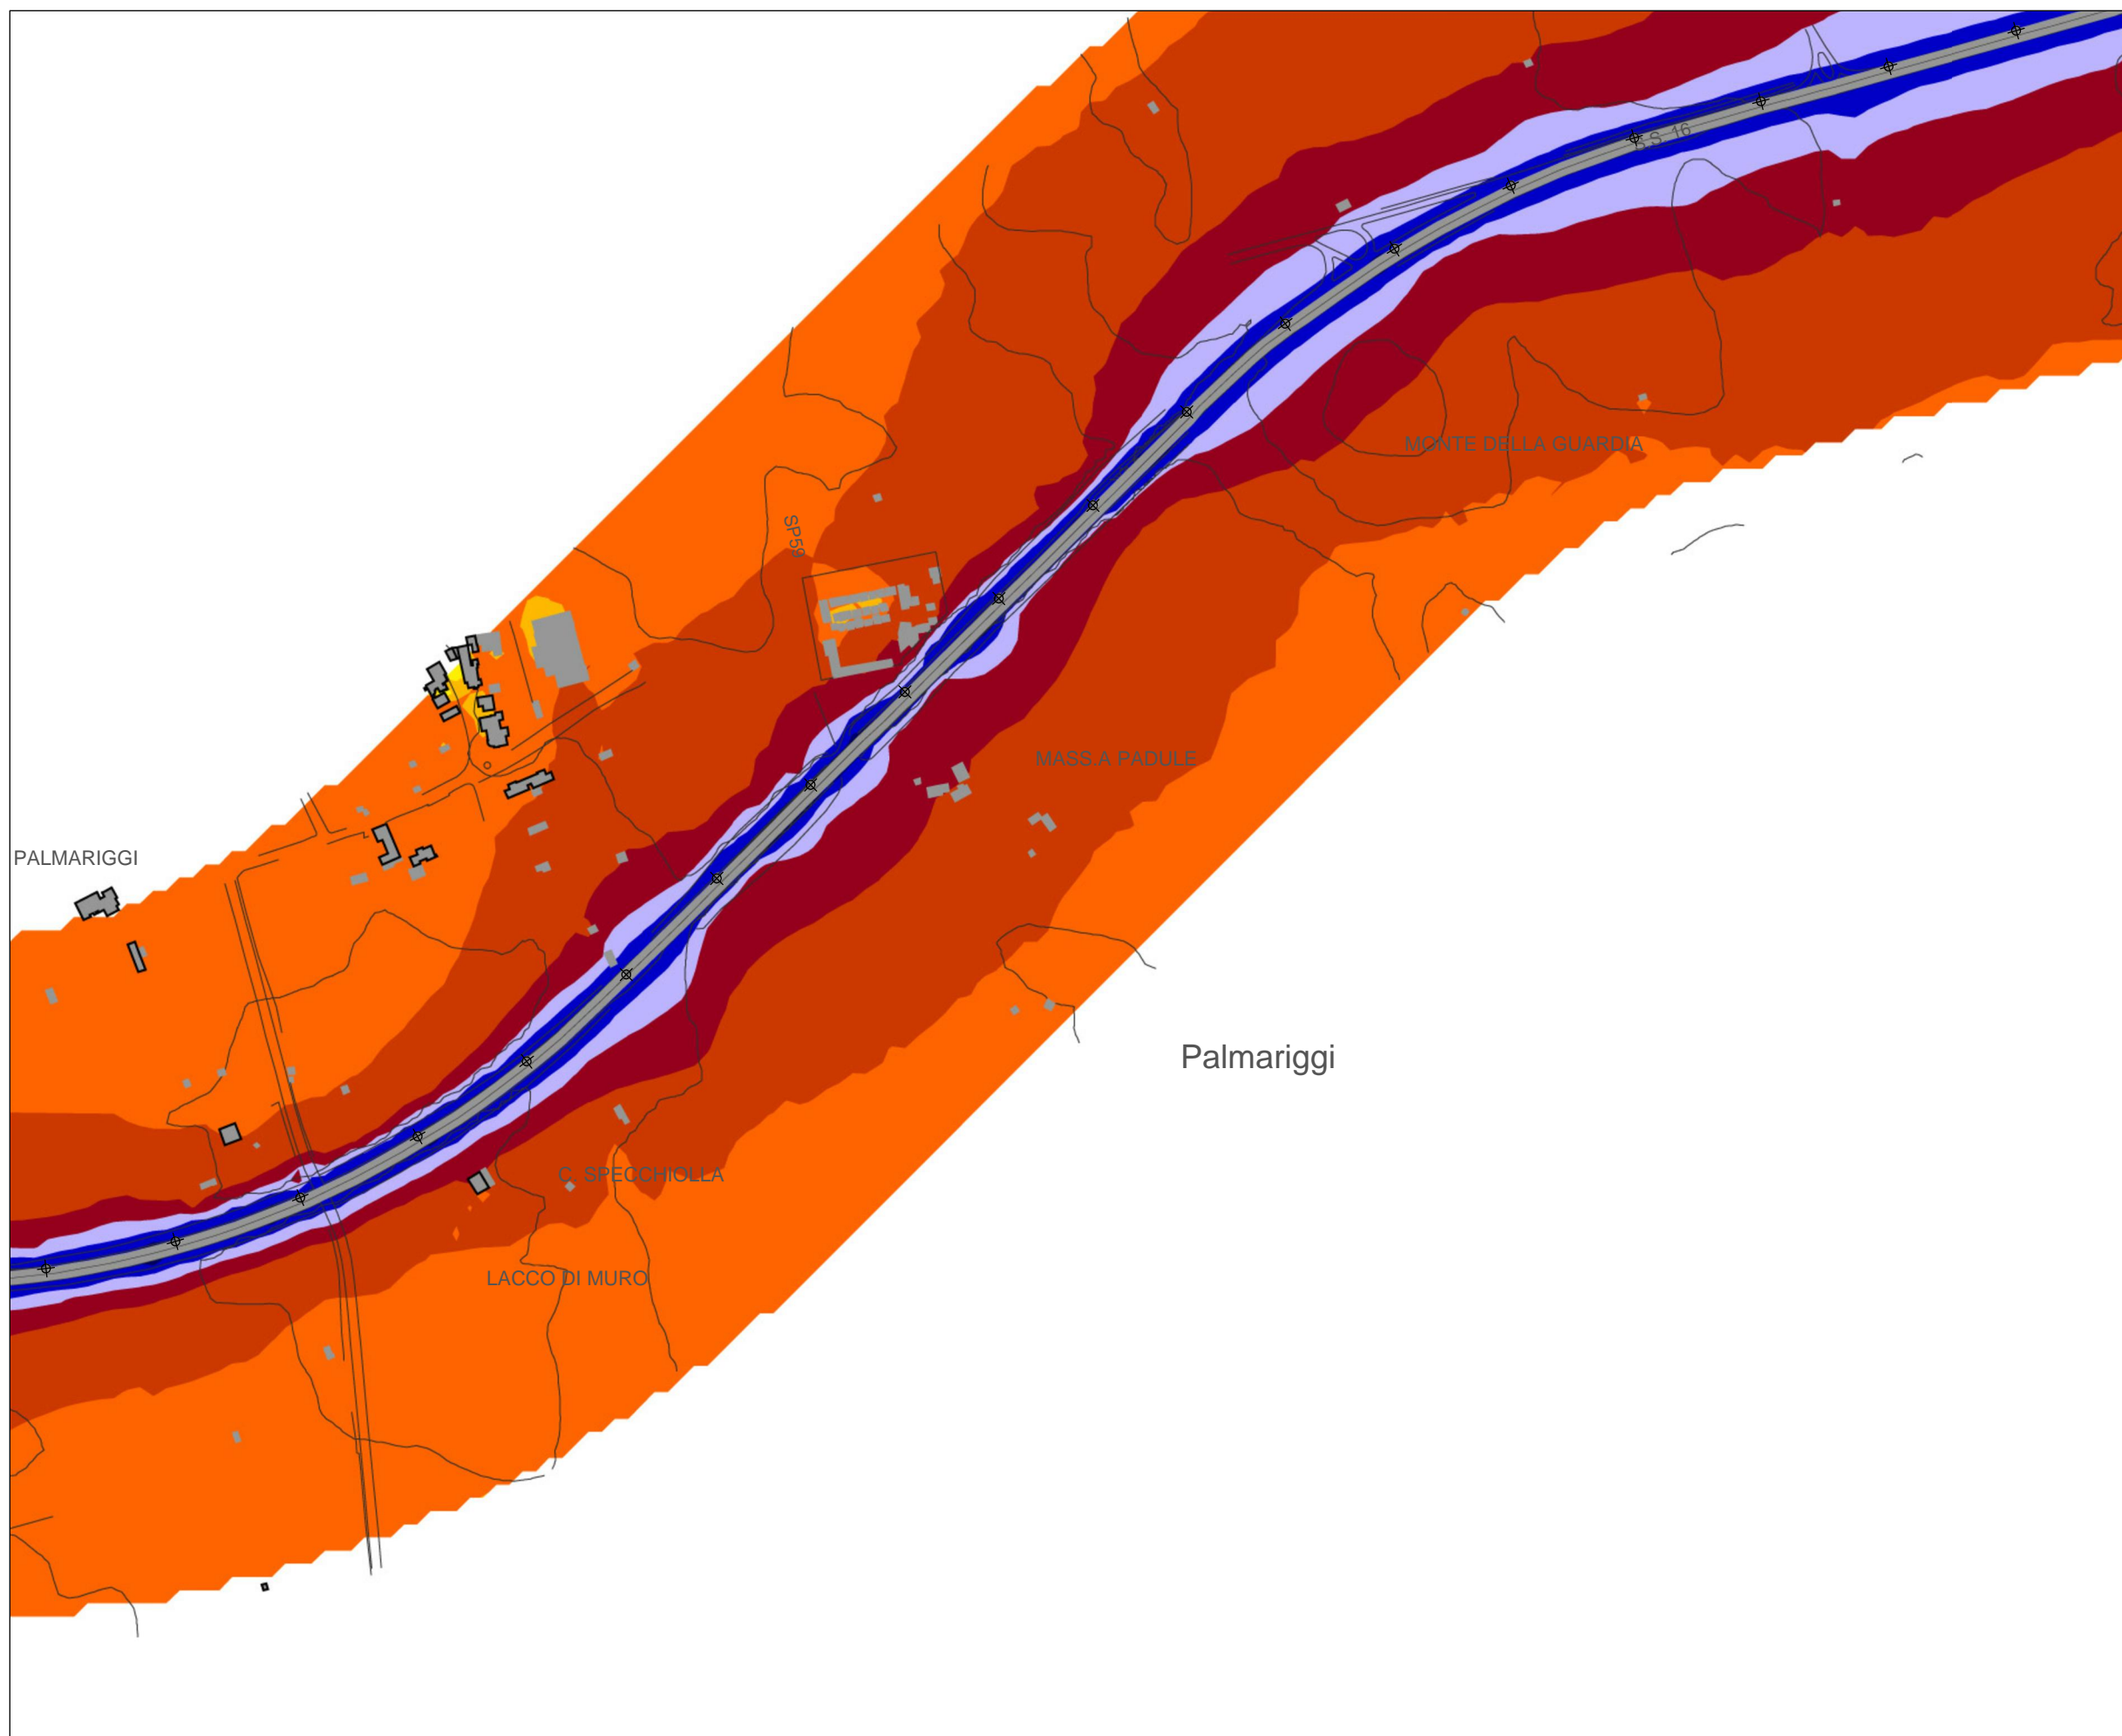 S.S. 16
MONTE DELLA GUARDIA
SP59
MASS.A PADULE
PALMARIGGI
Palmariggi
C. SPECCHIOLLA
LACCO DI MURO